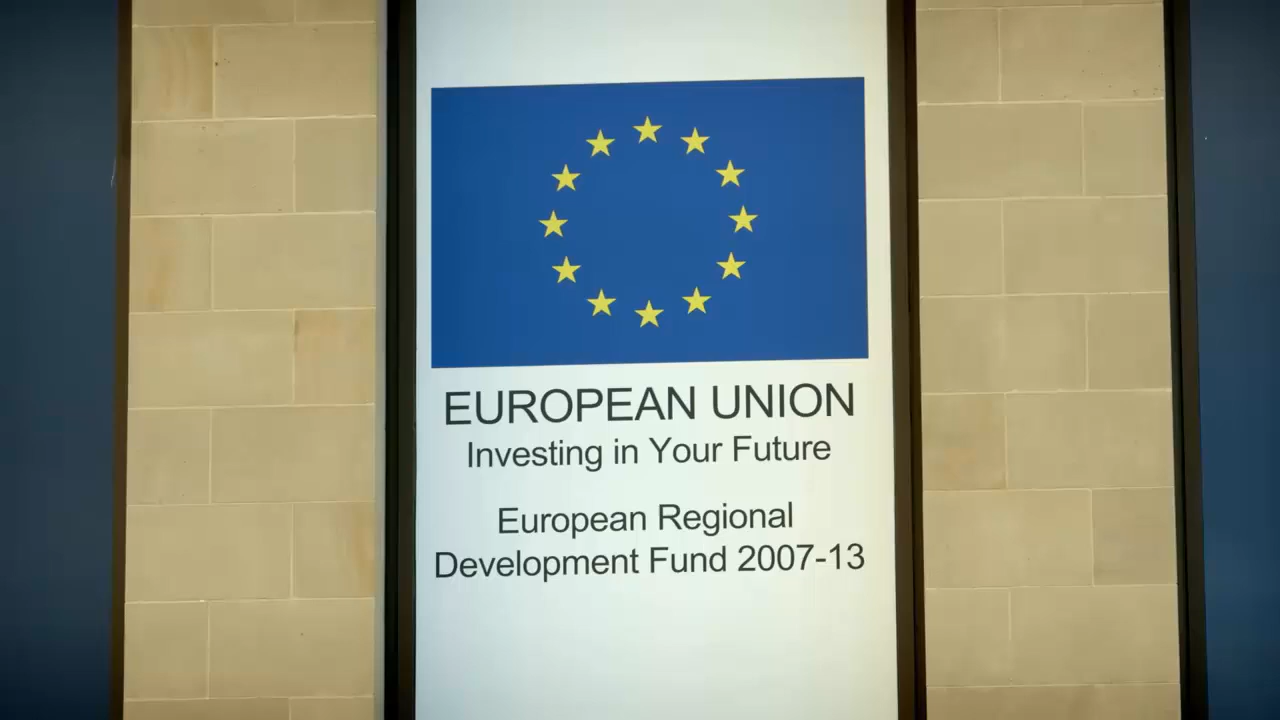 EUROPEAN UNION
Investing in Your Future
European Regional
Development Fund 2007-13